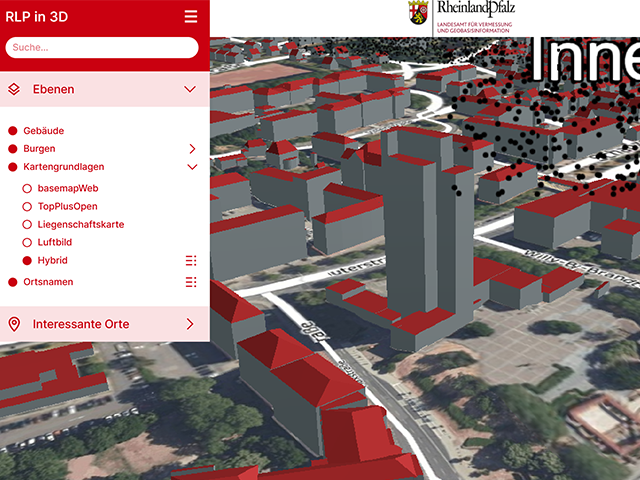 RLP in 3D
Suche...
Ebenen
Gebäude
Burgen
Kartengrundlagen
basemapWeb
TopPlusOpen
Liegenschaftskarte
Luftbild
Hybrid
Ortsnamen
Interessante Orte
RheinlandPfalz
LANDESAMT FÜR VERMESSUNG
UND GEOBASISINFORMATION
Inne
uterstr
Willy-B-Brand